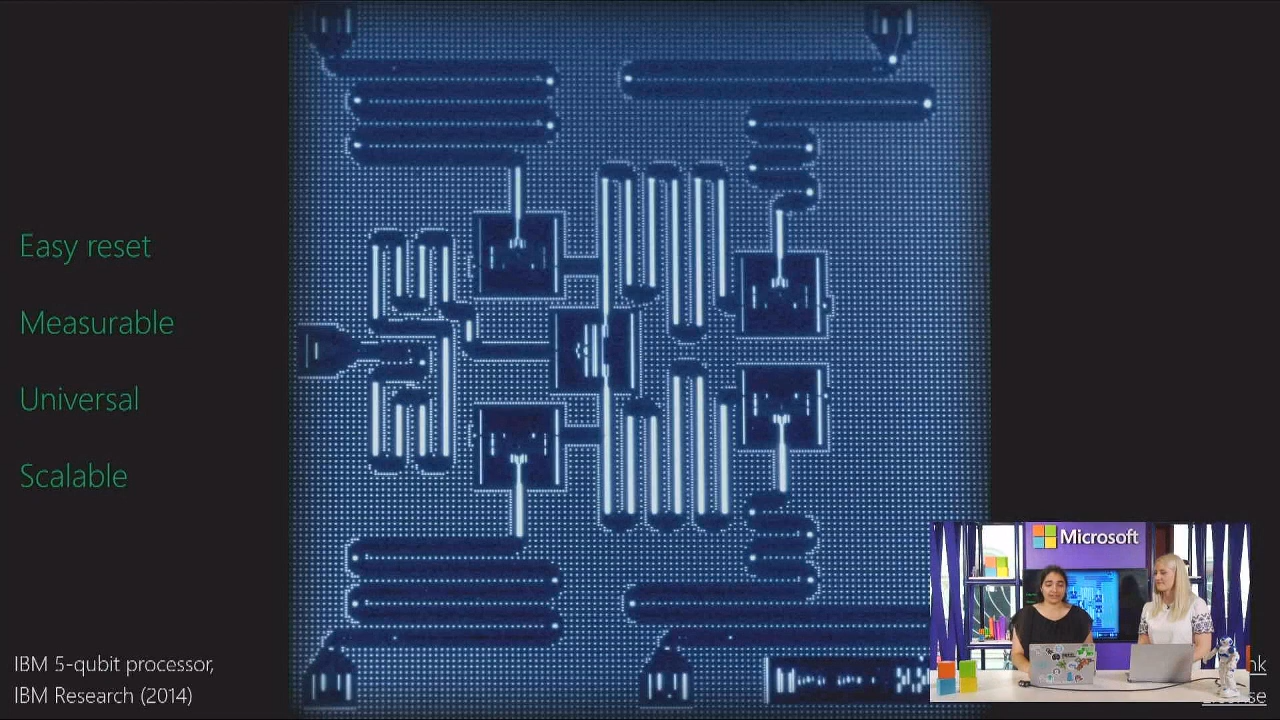 Easy reset
Measurable
Universal
Scalable
IBM 5-qubit processor,
IBM Research (2014)
Microsoft